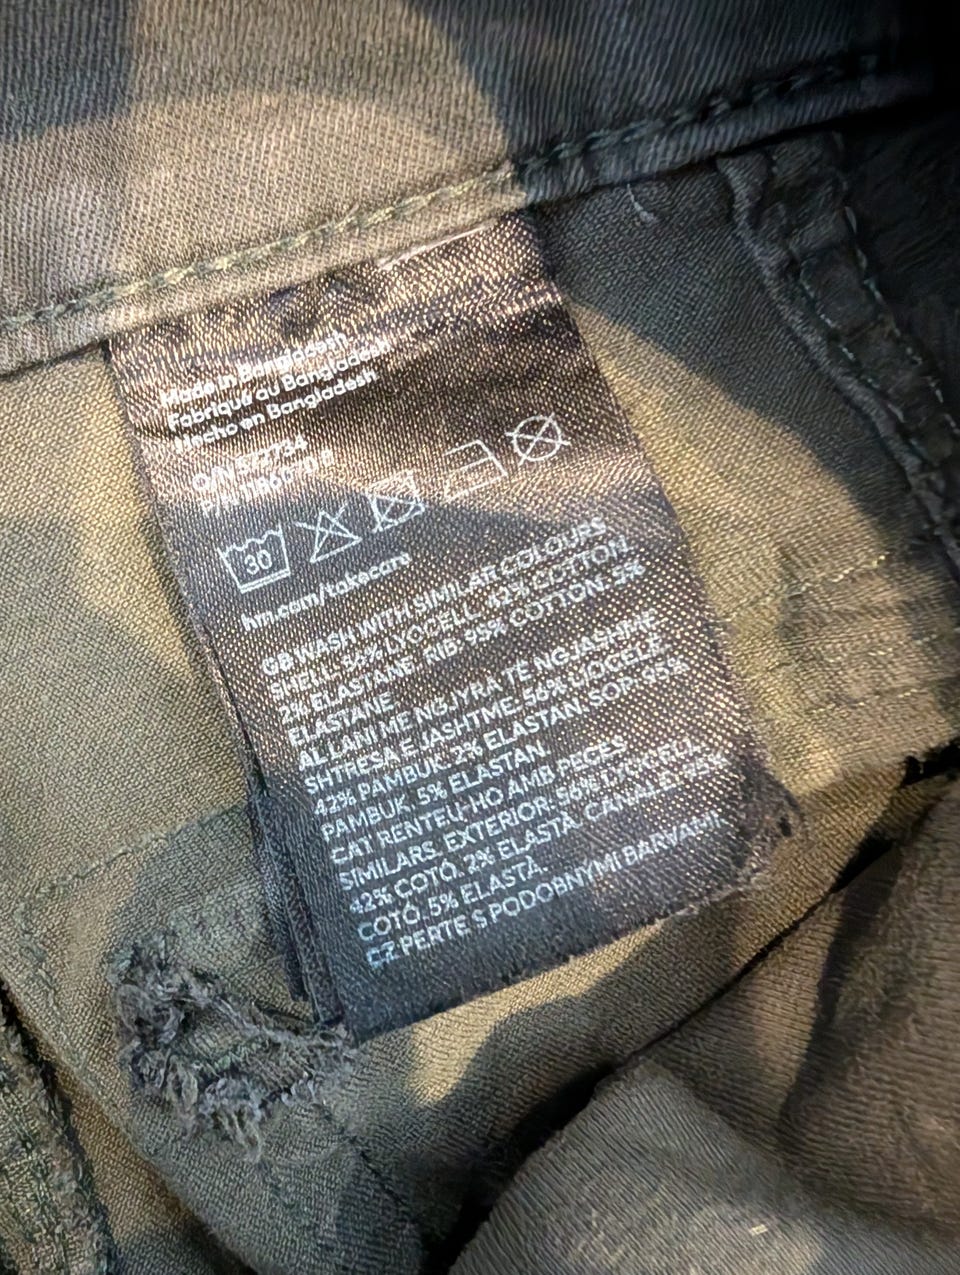 Made in Bangladesh
Fabriqué au Bangladesh
Hecho en Bangladesh
30
hm.com/takecare
GB WASH WITH SIMILAR COLOURS
SHELL: 56% LYOCELL. 42% COTTON.
2% ELASTANE. RIB: 95% COTTON. 5%
ELASTANE
AL LANI ME NGJYRA TË NGJASHME
SHTRESA E JASHTME: 56% LIOCELË.
42% PAMBUK. 2% ELASTAN. SOP: 95%
PAMBUK. 5% ELASTAN.
CAT RENTEU-HO AMB PECES
SIMILARS. EXTERIOR: 56% LYOCELL.
42% COTÓ. 2% ELASTÀ. CANALÉ: 95%
COTÓ. 5% ELASTÀ.
CZ PERTE S PODOBNÝMI BARVAMI